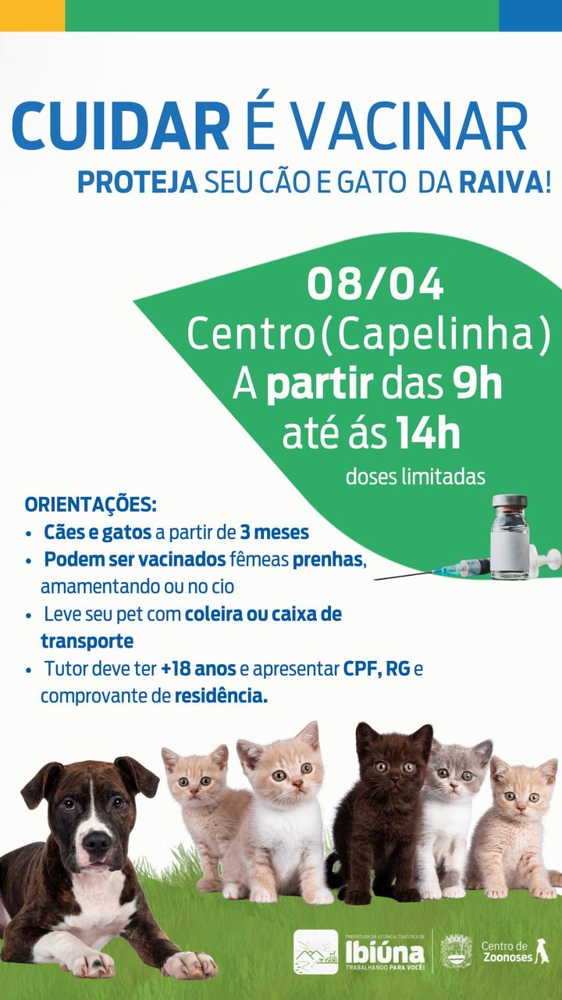 CUIDAR É VACINAR
PROTEJA SEU CÃO E GATO DA RAIVA!
08/04
Centro(Capelinha)
A partir das 9h
até ás 14h
doses limitadas
ORIENTAÇÕES:
• Cães e gatos a partir de 3 meses
• Podem ser vacinados fêmeas prenhas,
amamentando ou no cio
• Leve seu pet com coleira ou caixa de
transporte
• Tutor deve ter +18 anos e apresentar CPF, RG e
comprovante de residência.
PREFEITURA DA ESTÂNCIA TURÍSTICA DE
Ibiúna
TRABALHANDO PARA VOCÊ!
Centro de
Zoonoses